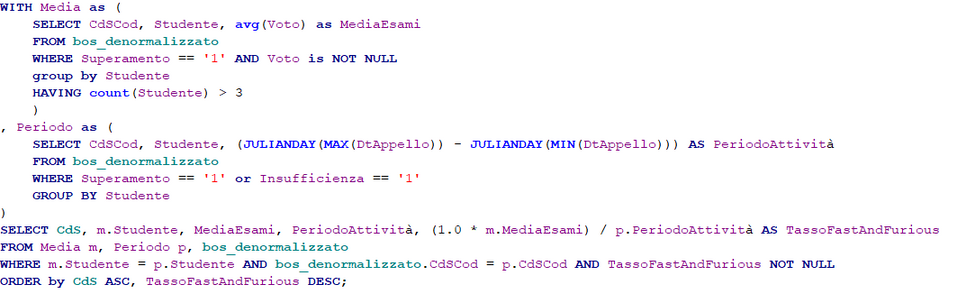 WITH Media as (
SELECT CdSCod, Studente, avg(Voto) as MediaEsami
FROM bos_denormalizzato
WHERE Superamento == '1' AND Voto is NOT NULL
group by Studente
HAVING count(Studente) > 3
)
, Periodo as (
SELECT CdSCod, Studente, (JULIANDAY(MAX(DtAppello)) - JULIANDAY(MIN(DtAppello))) AS PeriodoAttività
FROM bos_denormalizzato
WHERE Superamento == '1' or Insufficienza == '1'
GROUP BY Studente
)
SELECT CdS, m.Studente, MediaEsami, PeriodoAttività, (1.0 * m.MediaEsami) / p.PeriodoAttività AS TassoFastAndFurious
FROM Media m, Periodo p, bos_denormalizzato
WHERE m.Studente = p.Studente AND bos_denormalizzato.CdSCod = p.CdSCod AND TassoFastAndFurious NOT NULL
ORDER by CdS ASC, TassoFastAndFurious DESC;